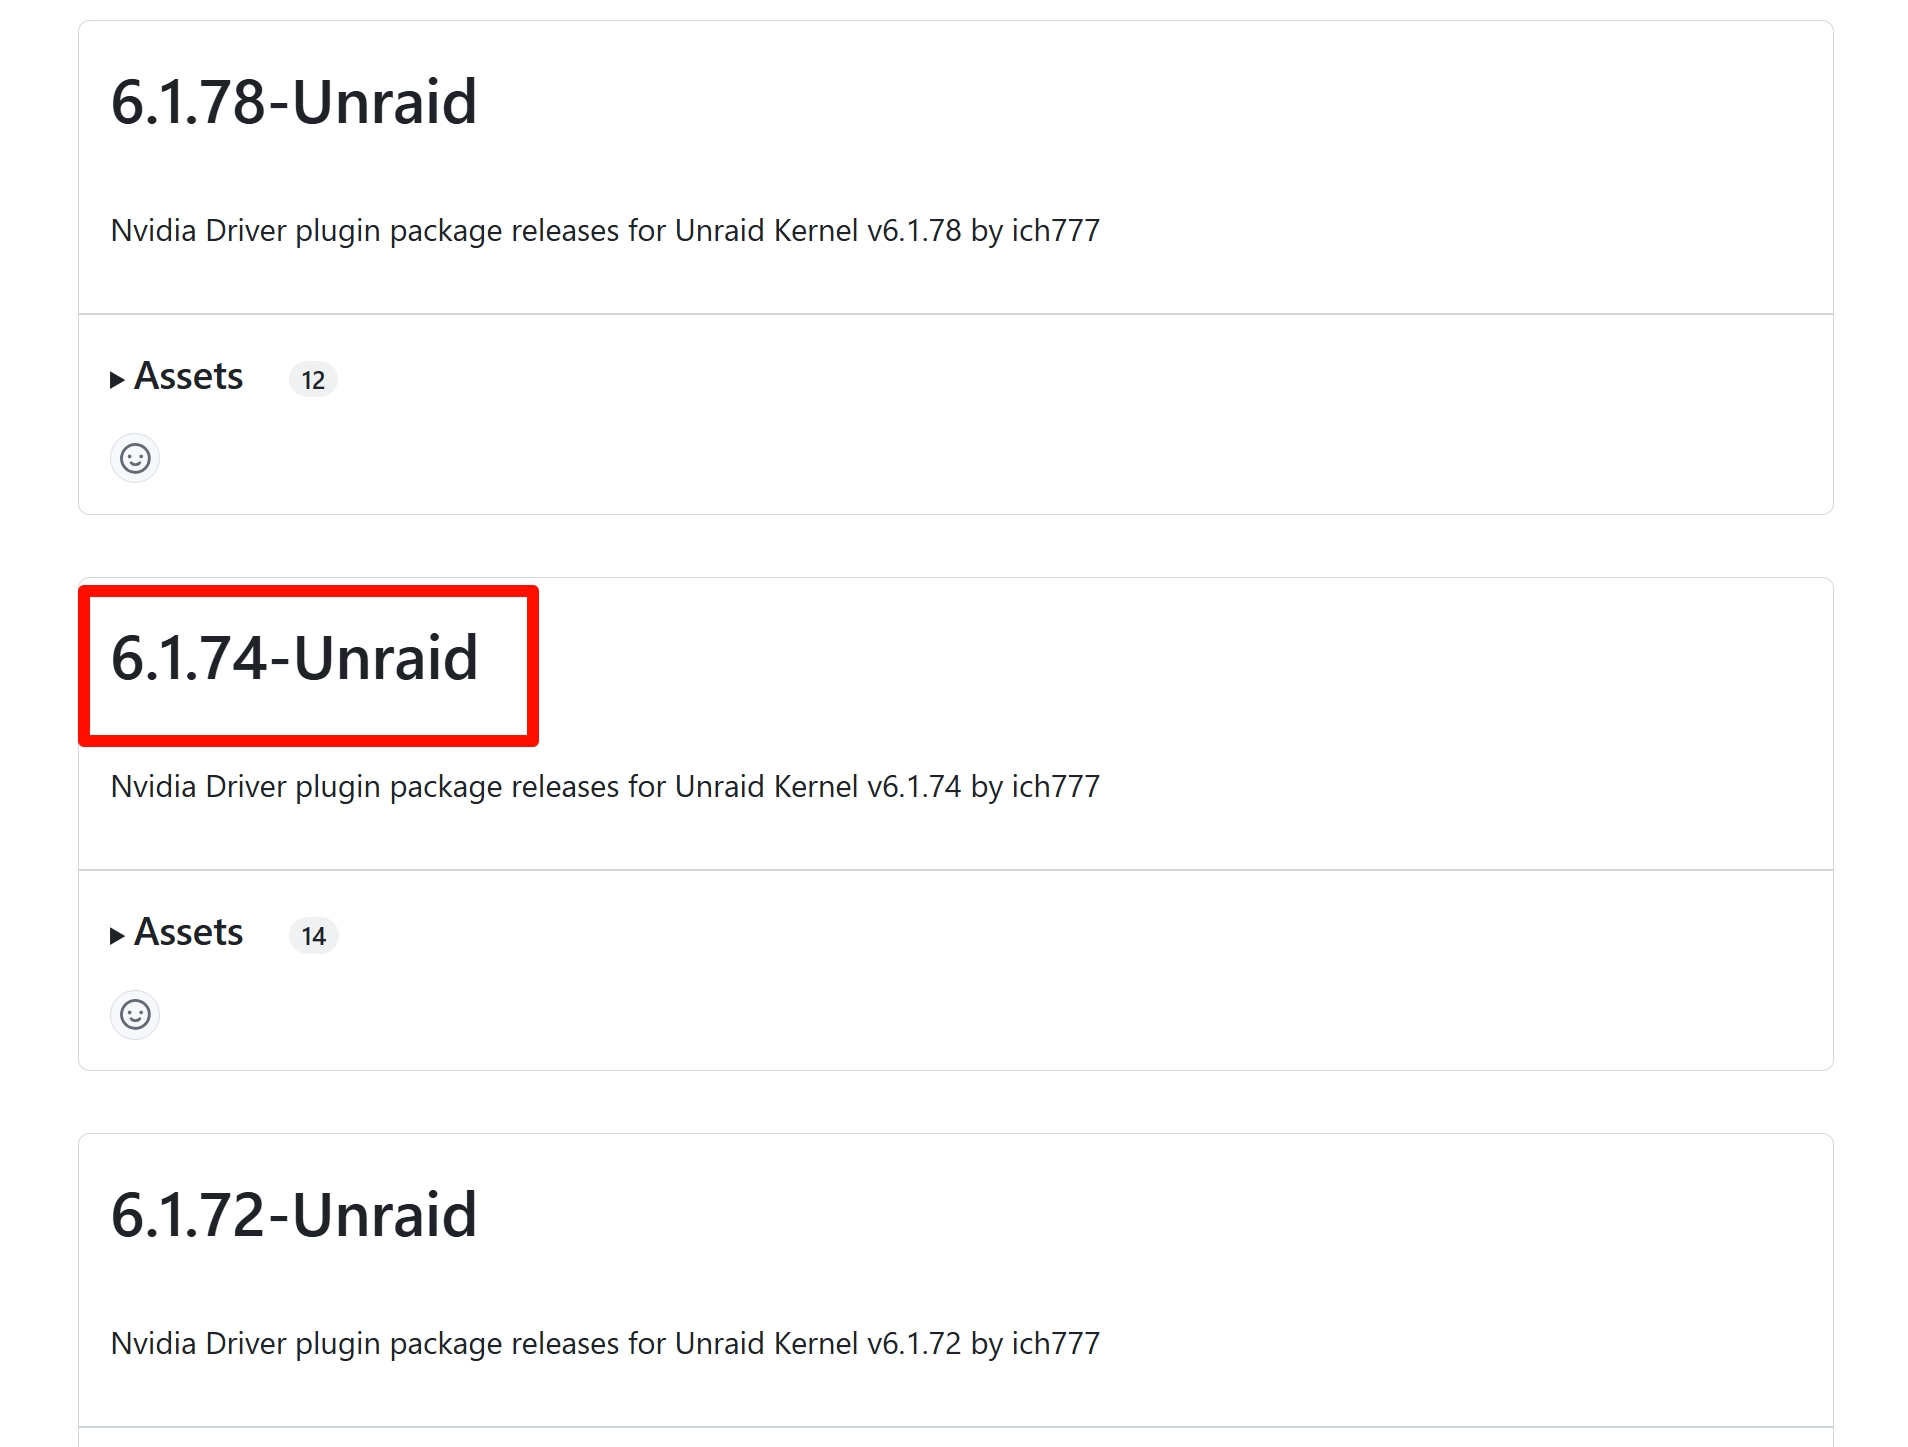 6.1.78-Unraid
Nvidia Driver plugin package releases for Unraid Kernel v6.1.78 by ich777
Assets 12
6.1.74-Unraid
Nvidia Driver plugin package releases for Unraid Kernel v6.1.74 by ich777
Assets 14
6.1.72-Unraid
Nvidia Driver plugin package releases for Unraid Kernel v6.1.72 by ich777